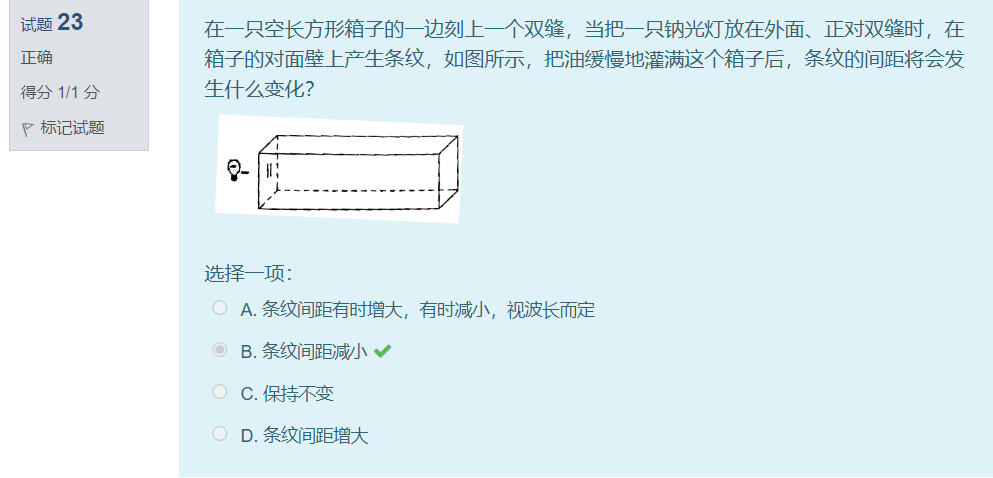 试题 23
正确
得分 1/1 分
标记试题
在一只空长方形箱子的一边刻上一个双缝，当把一只钠光灯放在外面、正对双缝时，在
箱子的对面壁上产生条纹，如图所示，把油缓慢地灌满这个箱子后，条纹的间距将会发
生什么变化？
选择一项：
A. 条纹间距有时增大，有时减小，视波长而定
B. 条纹间距减小
C. 保持不变
D. 条纹间距增大